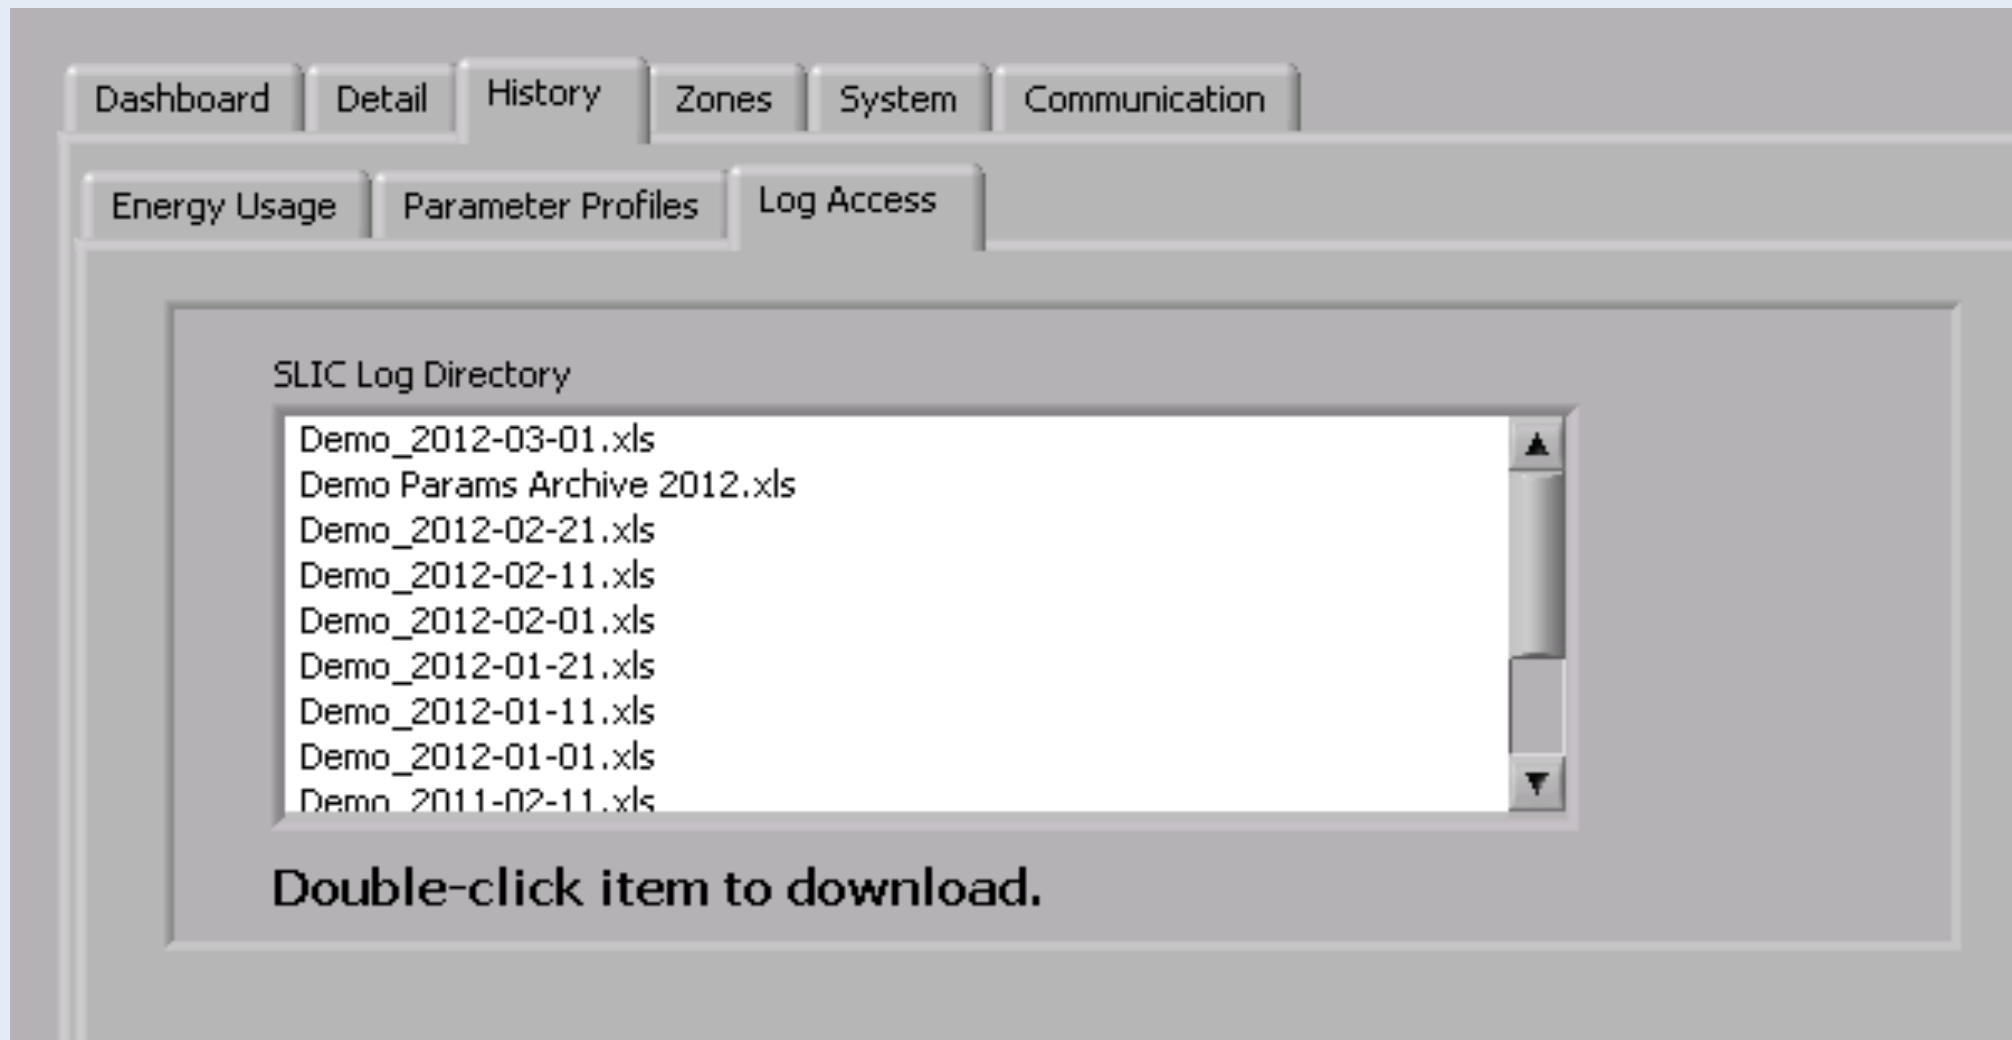 Dashboard Detail History Zones System Communication
Energy Usage Parameter Profiles Log Access
SLIC Log Directory
Demo_2012-03-01.xls
Demo Params Archive 2012.xls
Demo_2012-02-21.xls
Demo_2012-02-11.xls
Demo_2012-02-01.xls
Demo_2012-01-21.xls
Demo_2012-01-11.xls
Demo_2012-01-01.xls
Demo_2011-02-11.xls
Double-click item to download.